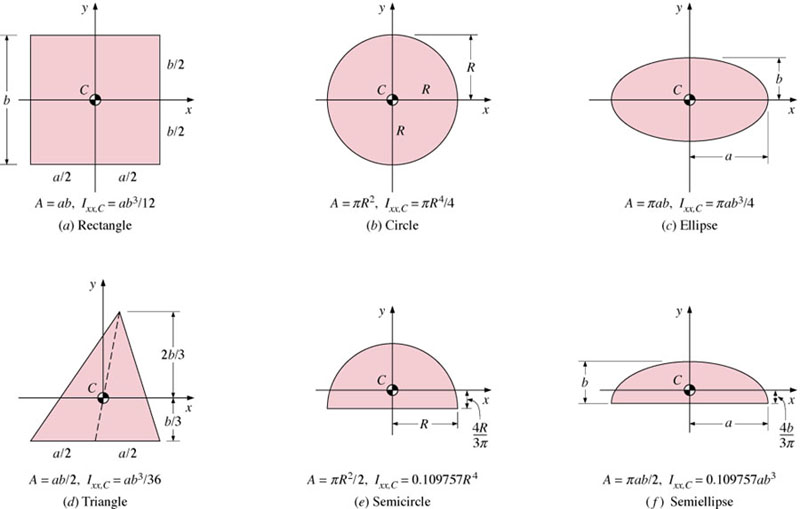 y
b/2
b
C
x
b/2
a/2 a/2
A = ab, I_xx,C = ab³/12
(a) Rectangle
y
R
C R
x
R
A = πR², I_xx,C = πR⁴/4
(b) Circle
y
C
b
x
a
A = πab, I_xx,C = πab³/4
(c) Ellipse
y
2b/3
C
x
b/3
a/2 a/2
A = ab/2, I_xx,C = ab³/36
(d) Triangle
y
C
x
R
4R
3π
A = πR²/2, I_xx,C = 0.109757R⁴
(e) Semicircle
y
b
C
x
a
4b
3π
A = πab/2, I_xx,C = 0.109757ab³
(f) Semiellipse